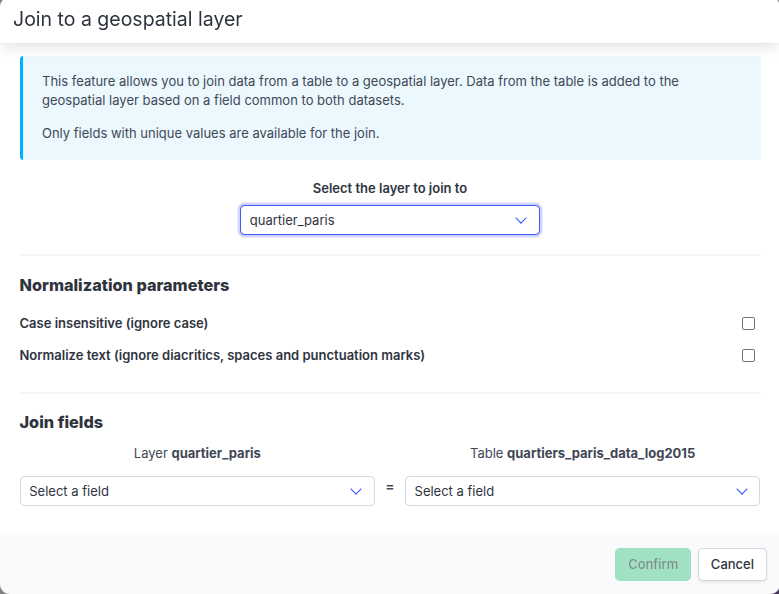 Join to a geospatial layer
This feature allows you to join data from a table to a geospatial layer. Data from the table is added to the
geospatial layer based on a field common to both datasets.
Only fields with unique values are available for the join.
Select the layer to join to
quartier_paris
Normalization parameters
Case insensitive (ignore case)
Normalize text (ignore diacritics, spaces and punctuation marks)
Join fields
Layer quartier_paris
Table quartiers_paris_data_log2015
Select a field = Select a field
Confirm Cancel